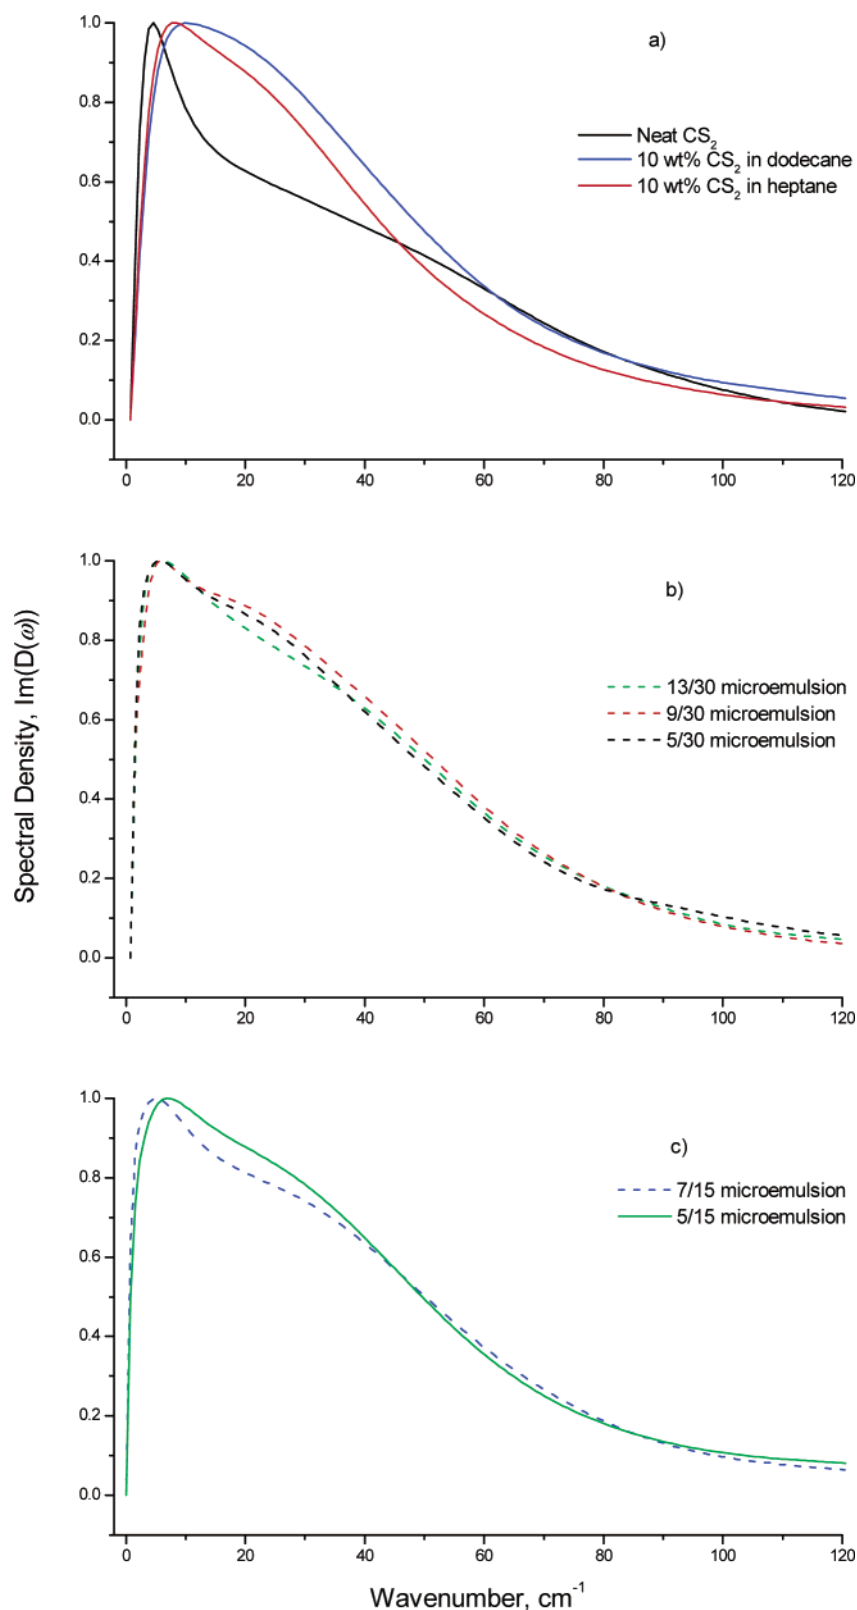 a)
1.0
0.8
0.6
0.4
0.2
0.0
Neat CS₂
10 wt% CS₂ in dodecane
10 wt% CS₂ in heptane
0 20 40 60 80 100 120
Spectral Density, Im(D(ω))
b)
1.0
0.8
0.6
0.4
0.2
0.0
13/30 microemulsion
9/30 microemulsion
5/30 microemulsion
0 20 40 60 80 100 120
c)
1.0
0.8
0.6
0.4
0.2
0.0
7/15 microemulsion
5/15 microemulsion
0 20 40 60 80 100 120
Wavenumber, cm⁻¹